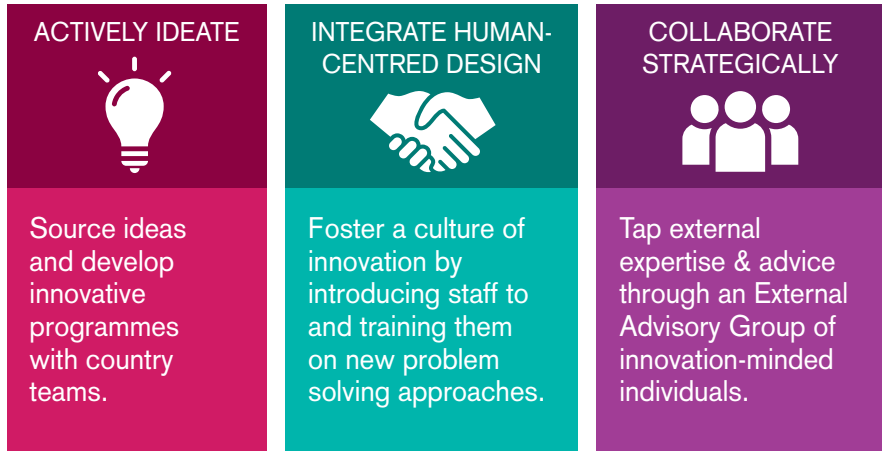 ACTIVELY IDEATE
Source ideas
and develop
innovative
programmes
with country
teams.
INTEGRATE HUMAN-
CENTRED DESIGN
Foster a culture of
innovation by
introducing staff to
and training them
on new problem
solving approaches.
COLLABORATE
STRATEGICALLY
Tap external
expertise & advice
through an External
Advisory Group of
innovation-minded
individuals.